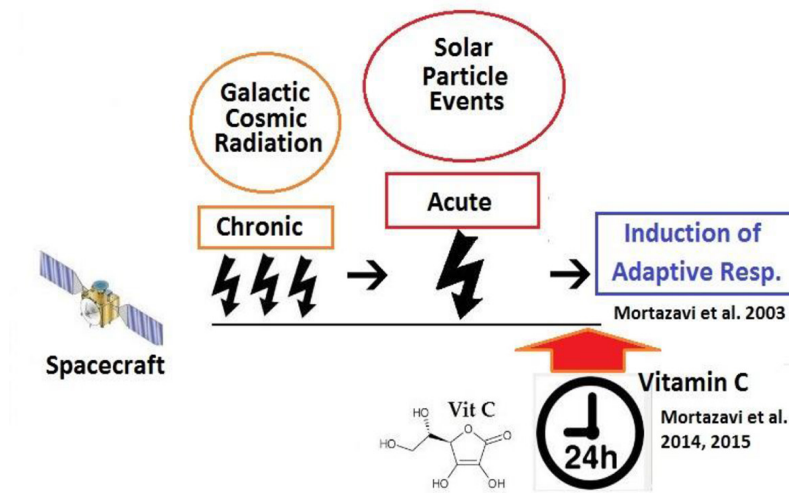 Galactic
Cosmic
Radiation
Solar
Particle
Events
Chronic
Acute
Induction of
Adaptive Resp.
Mortazavi et al. 2003
Spacecraft
Vitamin C
Mortazavi et al.
2014, 2015
Vit C
HO
O
O
HO
HO
OH
24h